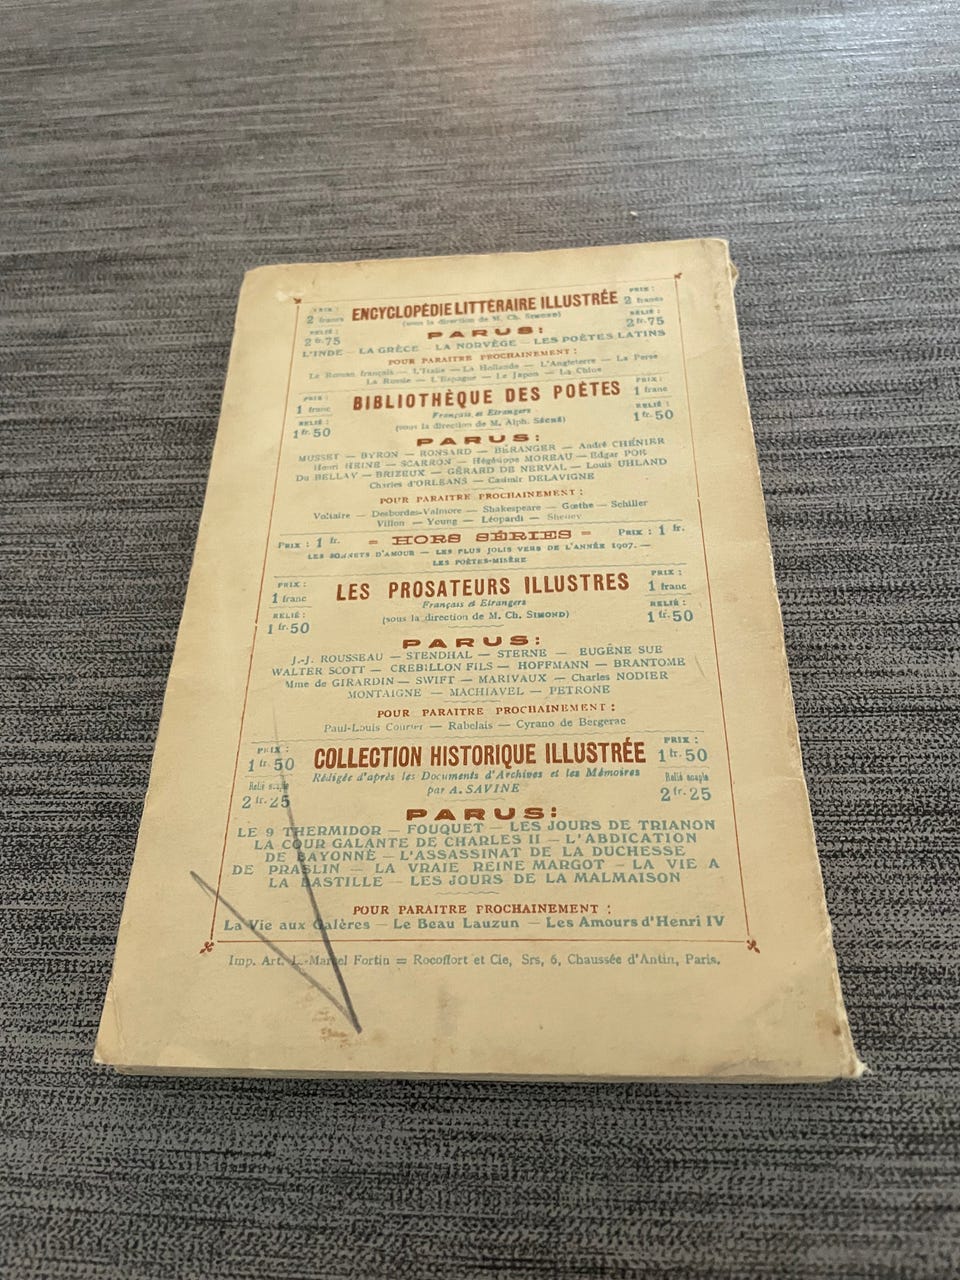 PRIX :
2 francs
RELIÉ :
2 fr. 75
ENCYCLOPÉDIE LITTÉRAIRE ILLUSTRÉE
(sous la direction de M. Ch. SIMOND)
PRIX :
2 francs
RELIÉ :
2 fr. 75
PARUS :
L'INDE — LA GRÈCE — LA NORVÈGE — LES POÈTES LATINS
POUR PARAITRE PROCHAINEMENT :
Le Roman français — L'Italie — La Hollande — L'Angleterre — La Perse
La Russie — L'Espagne — Le Japon — La Chine
PRIX :
1 franc
RELIÉ :
1 fr. 50
BIBLIOTHÈQUE DES POÈTES
Français et Etrangers
(sous la direction de M. Alph. SÉCHÉ)
PRIX :
1 franc
RELIÉ :
1 fr. 50
PARUS :
MUSSET — BYRON — RONSARD — BÉRANGER — André CHÉNIER
Henri HEINE — SCARRON — Hégésippe MOREAU — Edgar POE
Du BELLAY — BRIZEUX — GÉRARD DE NERVAL — Louis UHLAND
Charles d'ORLÉANS — Casimir DELAVIGNE
POUR PARAITRE PROCHAINEMENT :
Voltaire — Desbordes-Valmore — Shakespeare — Gœthe — Schiller
Villon — Young — Léopardi — Shelley
PRIX : 1 fr. = HORS SÉRIES = PRIX : 1 fr.
LES SONNETS D'AMOUR — LES PLUS JOLIS VERS DE L'ANNÉE 1907. —
LES POÈTES-MISÈRE
PRIX :
1 franc
RELIÉ :
1 fr. 50
LES PROSATEURS ILLUSTRES
Français et Etrangers
(sous la direction de M. Ch. SIMOND)
PRIX :
1 franc
RELIÉ :
1 fr. 50
PARUS :
J.-J. ROUSSEAU — STENDHAL — STERNE — EUGÈNE SUE
WALTER SCOTT — CREBILLON FILS — HOFFMANN — BRANTOME
Mme de GIRARDIN — SWIFT — MARIVAUX — Charles NODIER
MONTAIGNE — MACHIAVEL — PETRONE
POUR PARAITRE PROCHAINEMENT :
Paul-Louis Courier — Rabelais — Cyrano de Bergerac
PRIX :
1 fr. 50
Relié souple
2 fr. 25
COLLECTION HISTORIQUE ILLUSTRÉE
Rédigée d'après les Documents d'Archives et les Mémoires
par A. SAVINE
PRIX :
1 fr. 50
Relié souple
2 fr. 25
PARUS :
LE 9 THERMIDOR — FOUQUET — LES JOURS DE TRIANON
LA COUR GALANTE DE CHARLES II — L'ABDICATION
DE BAYONNE — L'ASSASSINAT DE LA DUCHESSE
DE PRASLIN — LA VRAIE REINE MARGOT — LA VIE A
LA BASTILLE — LES JOURS DE LA MALMAISON
POUR PARAITRE PROCHAINEMENT :
La Vie aux Galères — Le Beau Lauzun — Les Amours d'Henri IV
Imp. Art. L.-Marcel Fortin = Rocoffort et Cie, Srs, 6, Chaussée d'Antin, Paris.